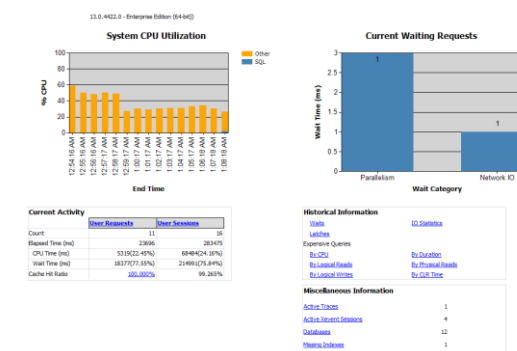 13.0.4422.0 - Enterprise Edition (64-bit))
System CPU Utilization
Other
SQL
100
80
60
40
20
0
% CPU
12:54:16 AM
12:55:16 AM
12:56:16 AM
12:57:17 AM
12:58:17 AM
12:59:17 AM
1:00:17 AM
1:01:17 AM
1:02:17 AM
1:03:17 AM
1:04:17 AM
1:05:17 AM
1:06:18 AM
1:07:18 AM
1:08:18 AM
End Time
Current Waiting Requests
3
2.5
2
1.5
1
0.5
0
Wait Time (ms)
1
1
Parallelism
Network IO
Wait Category
Current Activity
User Requests User Sessions
Count 11 16
Elapsed Time (ms) 23696 283475
CPU Time (ms) 5319(22.45%) 68484(24.16%)
Wait Time (ms) 18377(77.55%) 214991(75.84%)
Cache Hit Ratio 100.000% 99.265%
Historical Information
Waits IO Statistics
Latches
Expensive Queries
By CPU By Duration
By Logical Reads By Physical Reads
By Logical Writes By CLR Time
Miscellaneous Information
Active Traces 1
Active Xevent Sessions 4
Databases 12
Missing Indexes 1